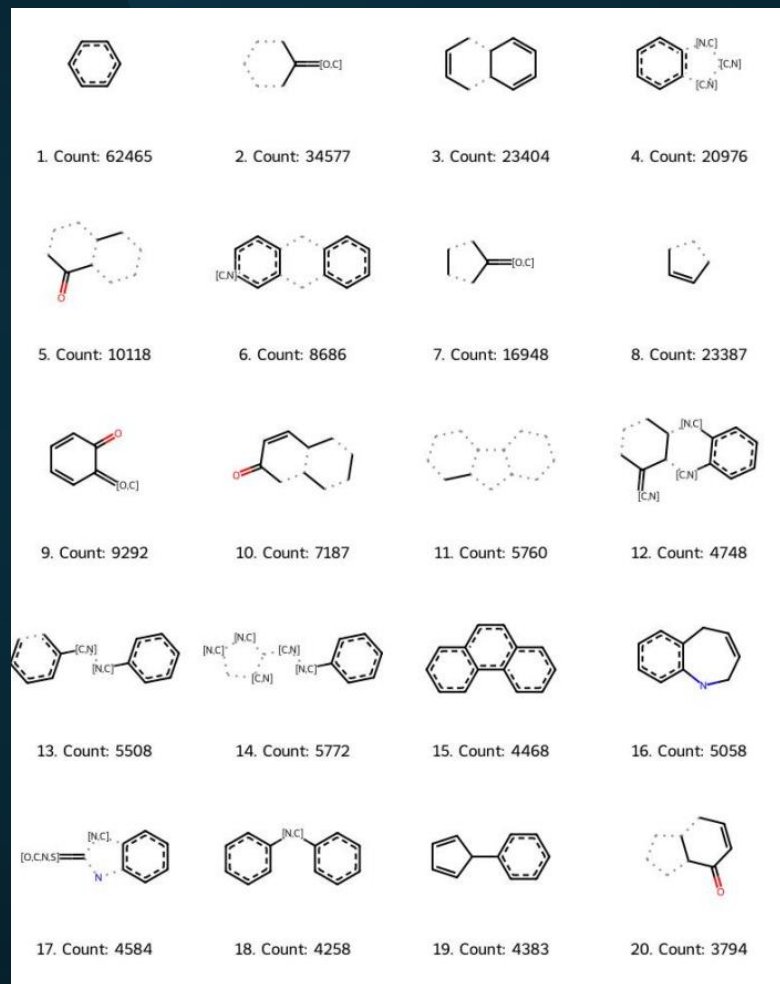 [O,C]
[N,C]
[C,N]
[C,N]
1. Count: 62465
2. Count: 34577
3. Count: 23404
4. Count: 20976
[C,N]
[O,C]
O
5. Count: 10118
6. Count: 8686
7. Count: 16948
8. Count: 23387
O
[O,C]
O
[N,C]
[C,N]
[C,N]
9. Count: 9292
10. Count: 7187
11. Count: 5760
12. Count: 4748
[C,N]
[N,C]
[N,C]
[N,C]
[C,N]
[C,N]
[N,C]
N
13. Count: 5508
14. Count: 5772
15. Count: 4468
16. Count: 5058
[O,C,N,S]
[N,C]
N
[N,C]
O
17. Count: 4584
18. Count: 4258
19. Count: 4383
20. Count: 3794